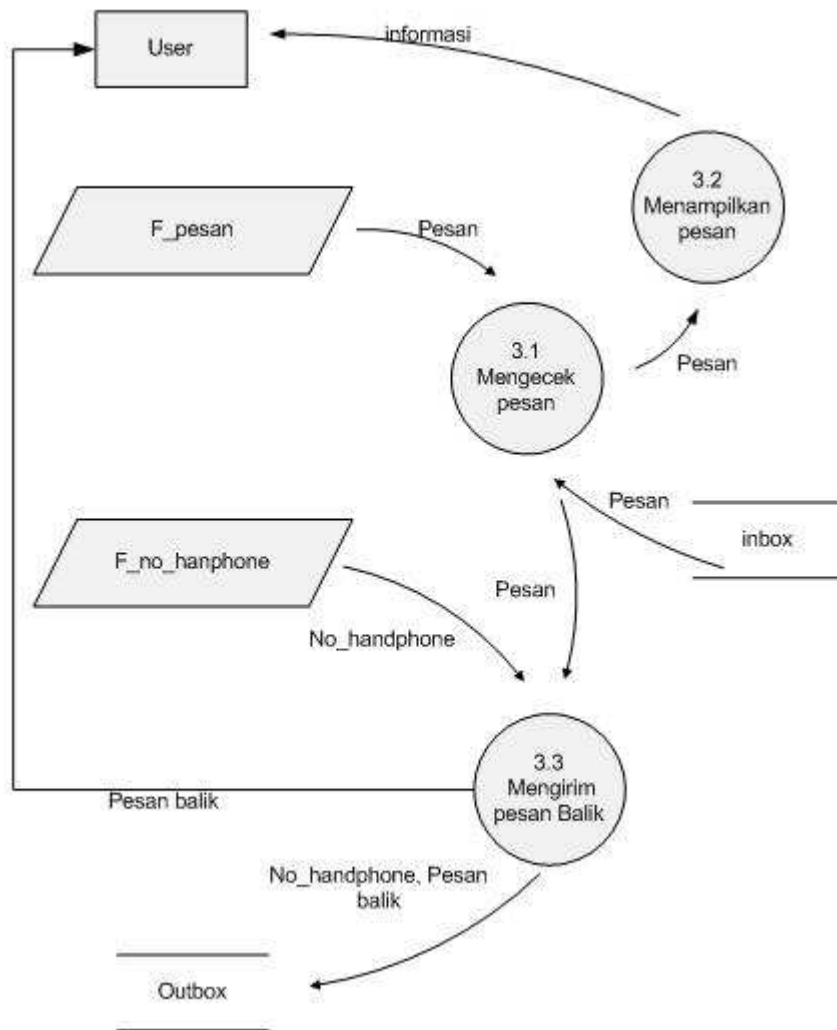 User
informasi
3.2
Menampilkan
pesan
F_pesan
Pesan
3.1
Mengecek
pesan
Pesan
Pesan
inbox
F_no_hanphone
Pesan
No_handphone
3.3
Mengirim
pesan Balik
Pesan balik
No_handphone, Pesan
balik
Outbox